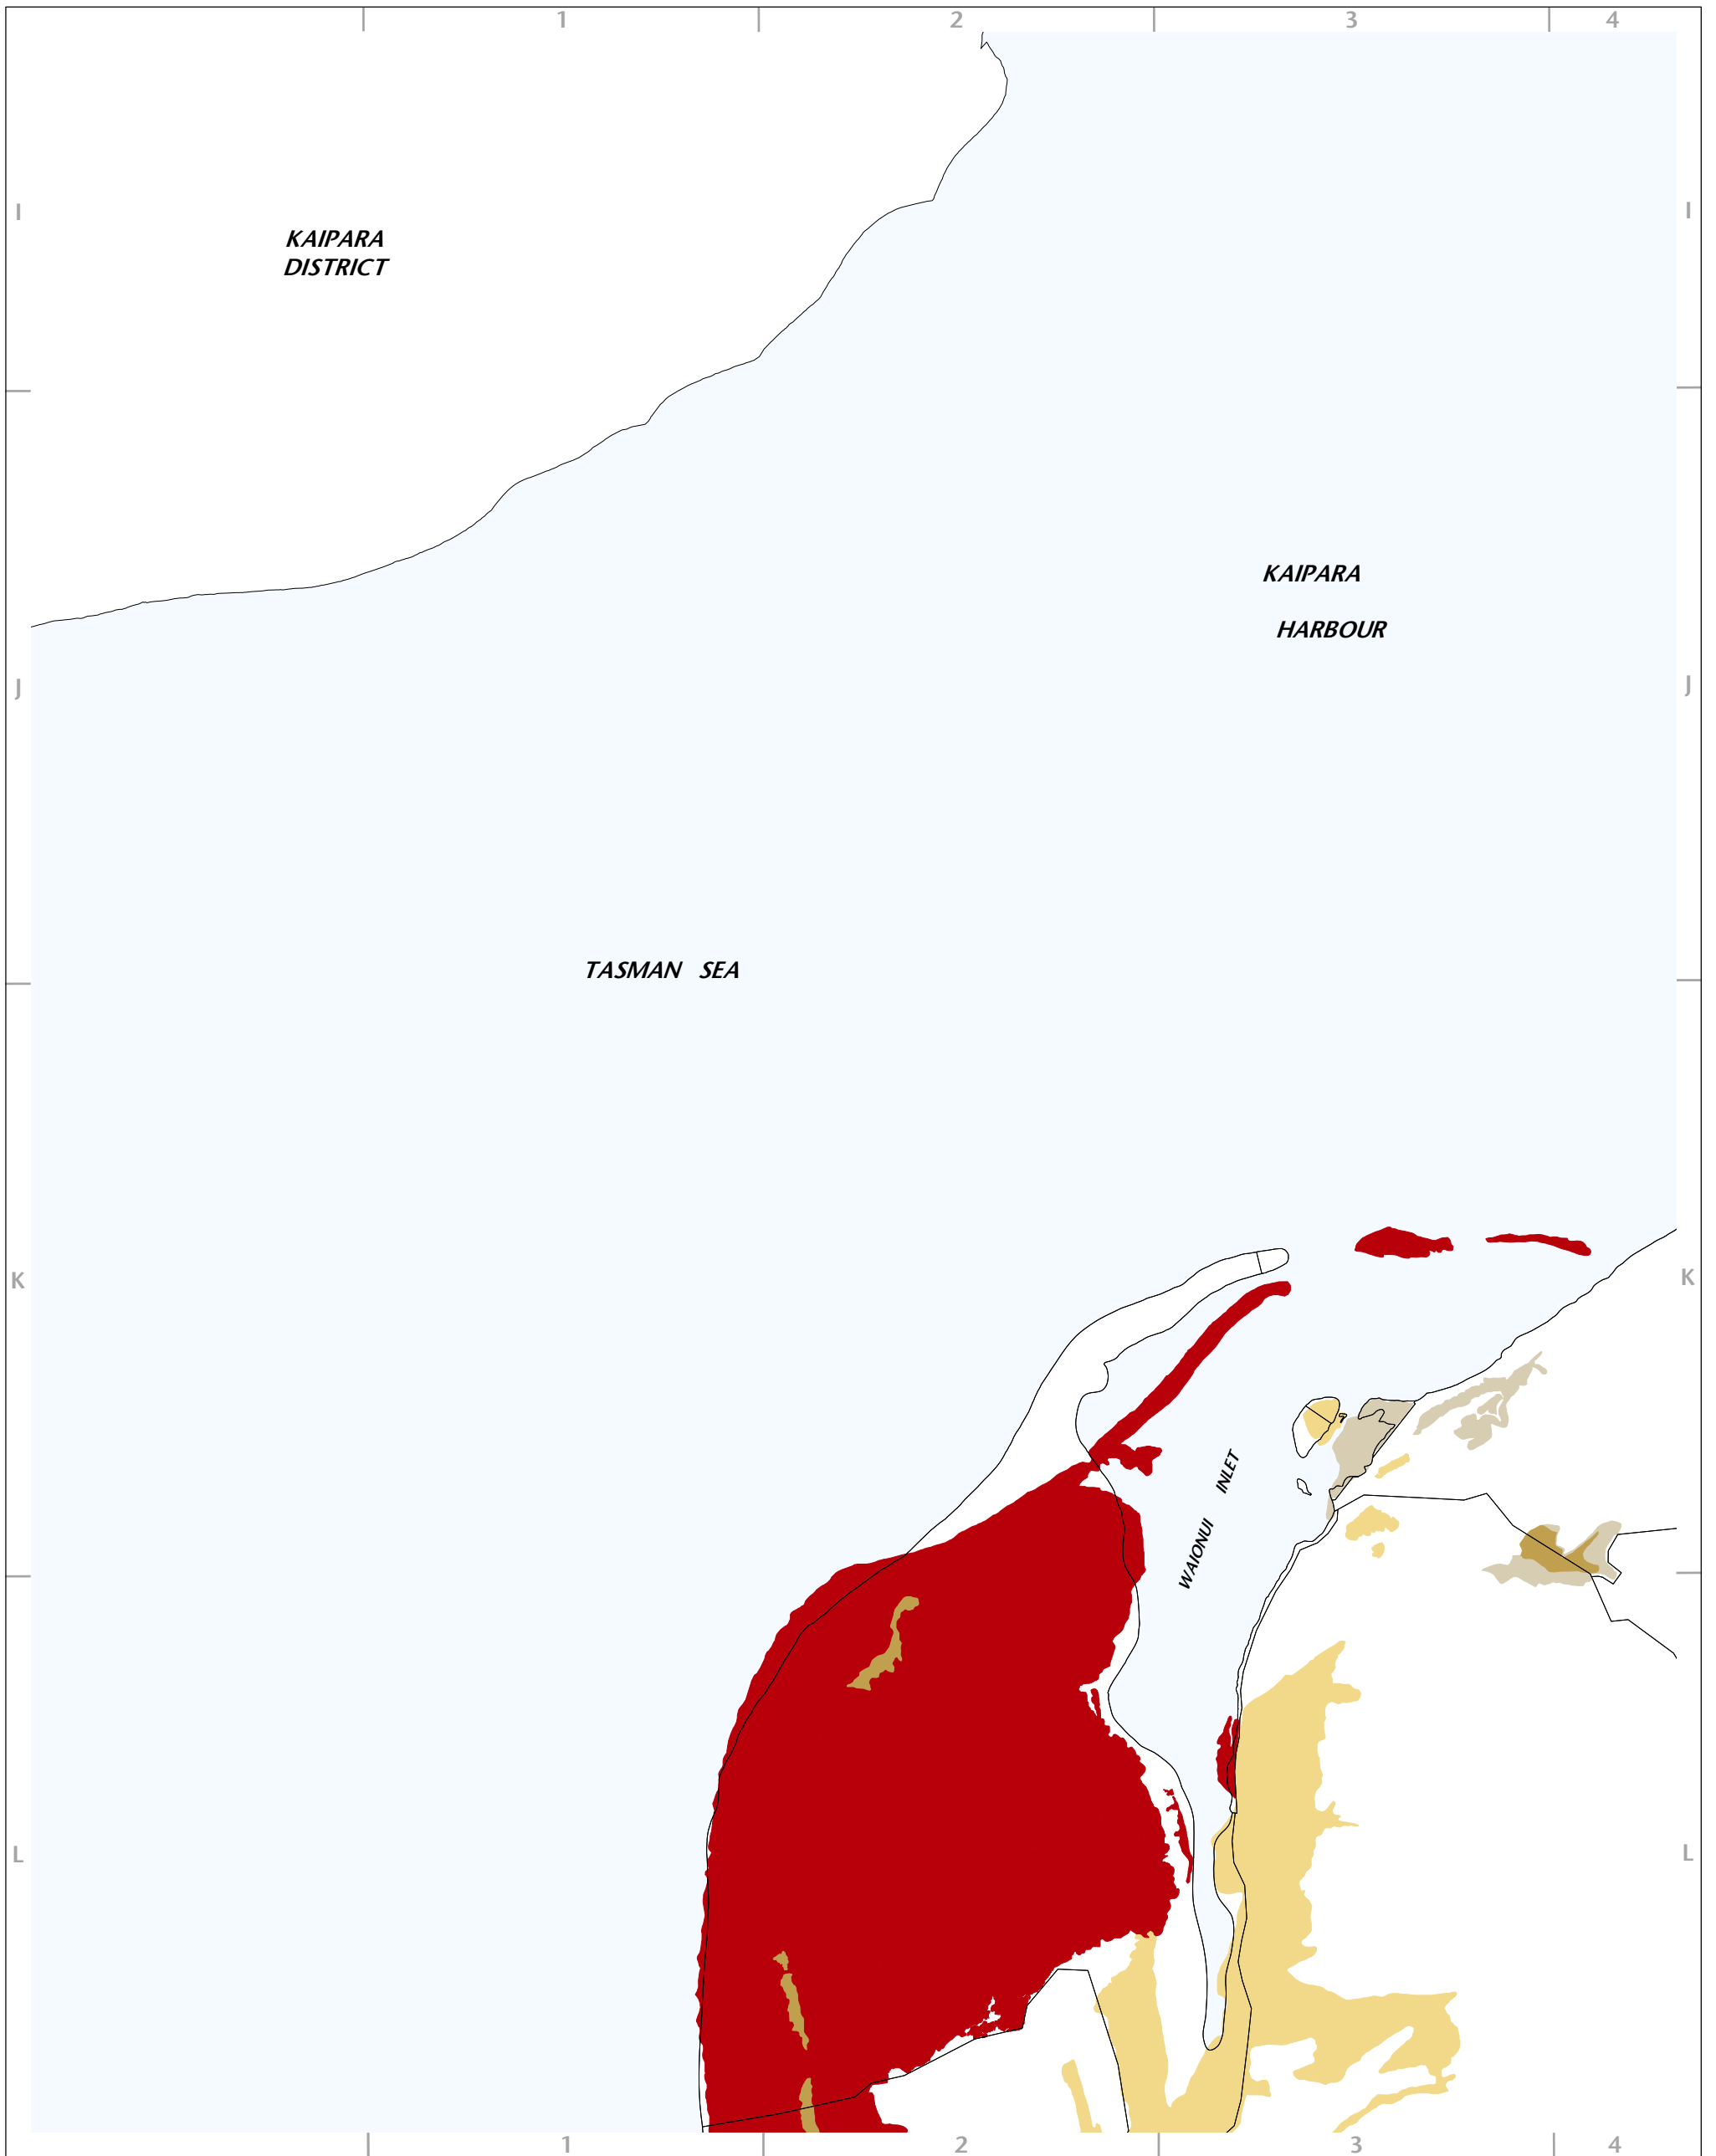 1 2 3 4
I I
KAIPARA
DISTRICT
KAIPARA
HARBOUR
J J
TASMAN SEA
K K
WAIONUI INLET
L L
1 2 3 4